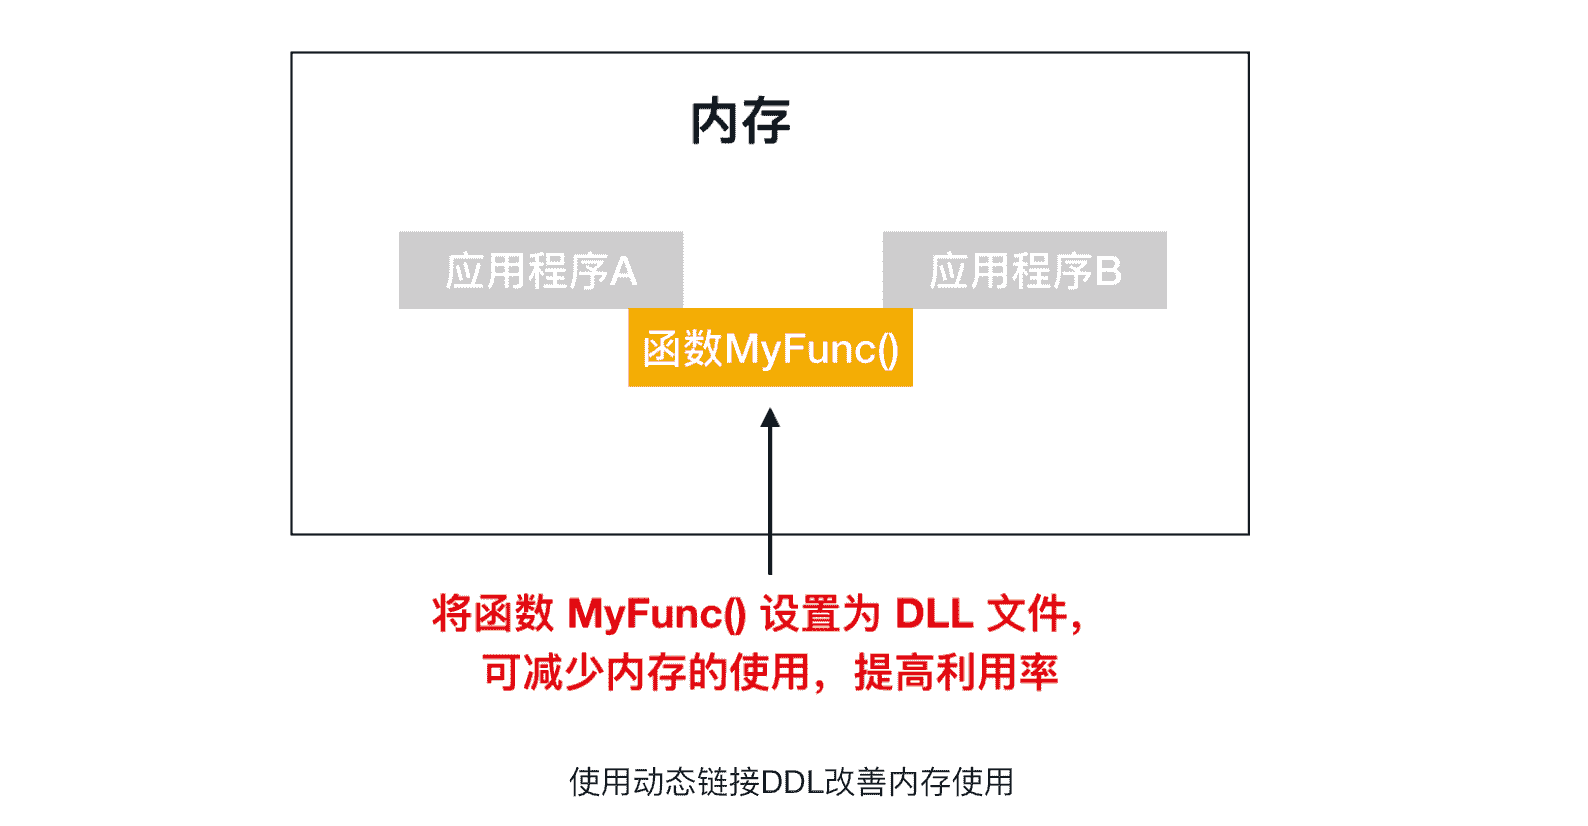 内存
应用程序A
应用程序B
函数MyFunc()
将函数 MyFunc() 设置为 DLL 文件，
可减少内存的使用，提高利用率
使用动态链接DDL改善内存使用